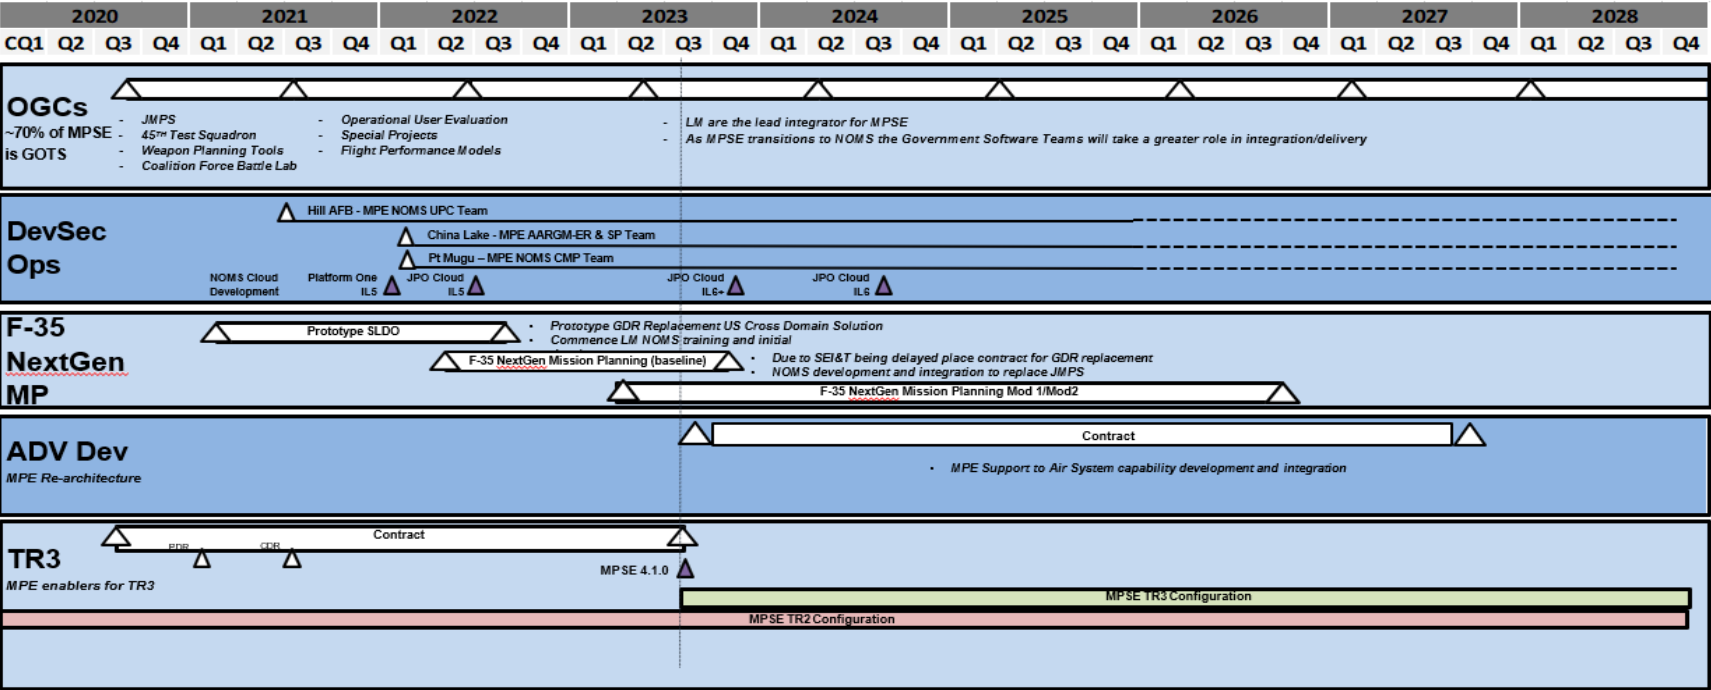 2020 2021 2022 2023 2024 2025 2026 2027 2028
CQ1 Q2 Q3 Q4 Q1 Q2 Q3 Q4 Q1 Q2 Q3 Q4 Q1 Q2 Q3 Q4 Q1 Q2 Q3 Q4 Q1 Q2 Q3 Q4 Q1 Q2 Q3 Q4 Q1 Q2 Q3 Q4 Q1 Q2 Q3 Q4
OGCs
~70% of MPSE
is GOTS
- JMPS
- 45TH Test Squadron
- Weapon Planning Tools
- Coalition Force Battle Lab
- Operational User Evaluation
- Special Projects
- Flight Performance Models
- LM are the lead integrator for MPSE
- As MPSE transitions to NOMS the Government Software Teams will take a greater role in integration/delivery
DevSec
Ops
Hill AFB - MPE NOMS UPC Team
China Lake - MPE AARGM-ER & SP Team
Pt Mugu – MPE NOMS CMP Team
NOMS Cloud
Development
Platform One
IL5
JPO Cloud
IL5
JPO Cloud
IL6+
JPO Cloud
IL6
F-35
NextGen
MP
Prototype SLDO
• Prototype GDR Replacement US Cross Domain Solution
• Commence LM NOMS training and initial
F-35 NextGen Mission Planning (baseline)
• Due to SEI&T being delayed place contract for GDR replacement
• NOMS development and integration to replace JMPS
F-35 NextGen Mission Planning Mod 1/Mod2
ADV Dev
MPE Re-architecture
Contract
• MPE Support to Air System capability development and integration
TR3
MPE enablers for TR3
Contract
PDR
CDR
MPSE 4.1.0
MPSE TR3 Configuration
MPSE TR2 Configuration